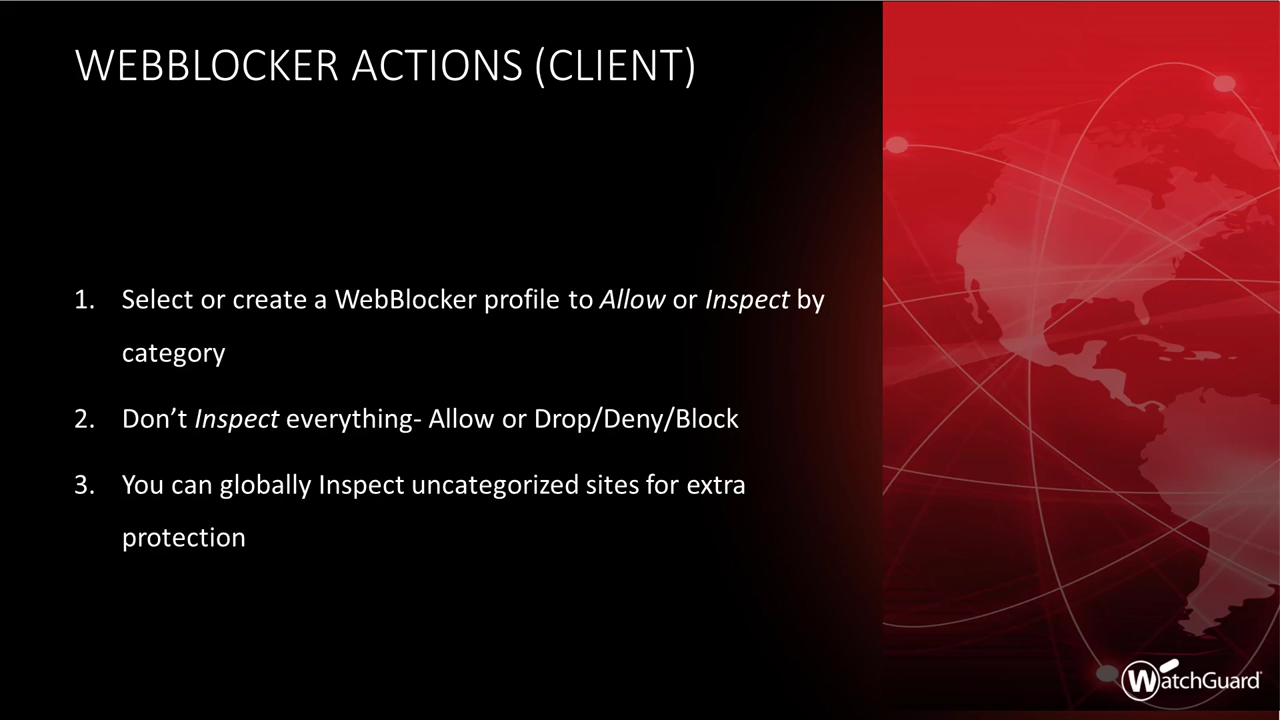 WEBBLOCKER ACTIONS (CLIENT)
1. Select or create a WebBlocker profile to Allow or Inspect by
category
2. Don’t Inspect everything- Allow or Drop/Deny/Block
3. You can globally Inspect uncategorized sites for extra
protection
WatchGuard